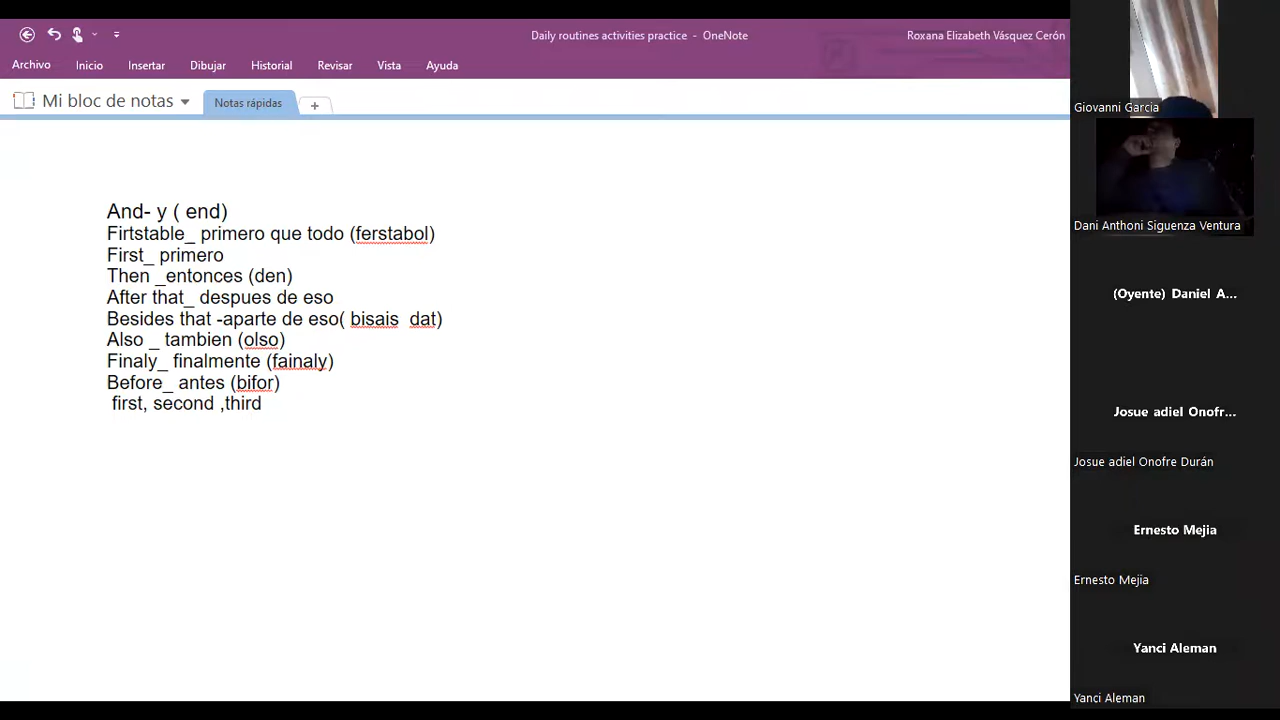 Daily routines activities practice - OneNote
Roxana Elizabeth Vásquez Cerón
Archivo Inicio Insertar Dibujar Historial Revisar Vista Ayuda
Mi bloc de notas Notas rápidas +
And- y ( end)
Firtstable_ primero que todo (ferstabol)
First_ primero
Then _entonces (den)
After that_ despues de eso
Besides that -aparte de eso( bisais dat)
Also _ tambien (olso)
Finaly_ finalmente (fainaly)
Before_ antes (bifor)
first, second ,third
Giovanni Garcia
Dani Anthoni Siguenza Ventura
(Oyente) Daniel A...
Josue adiel Onofr...
Josue adiel Onofre Durán
Ernesto Mejia
Ernesto Mejia
Yanci Aleman
Yanci Aleman